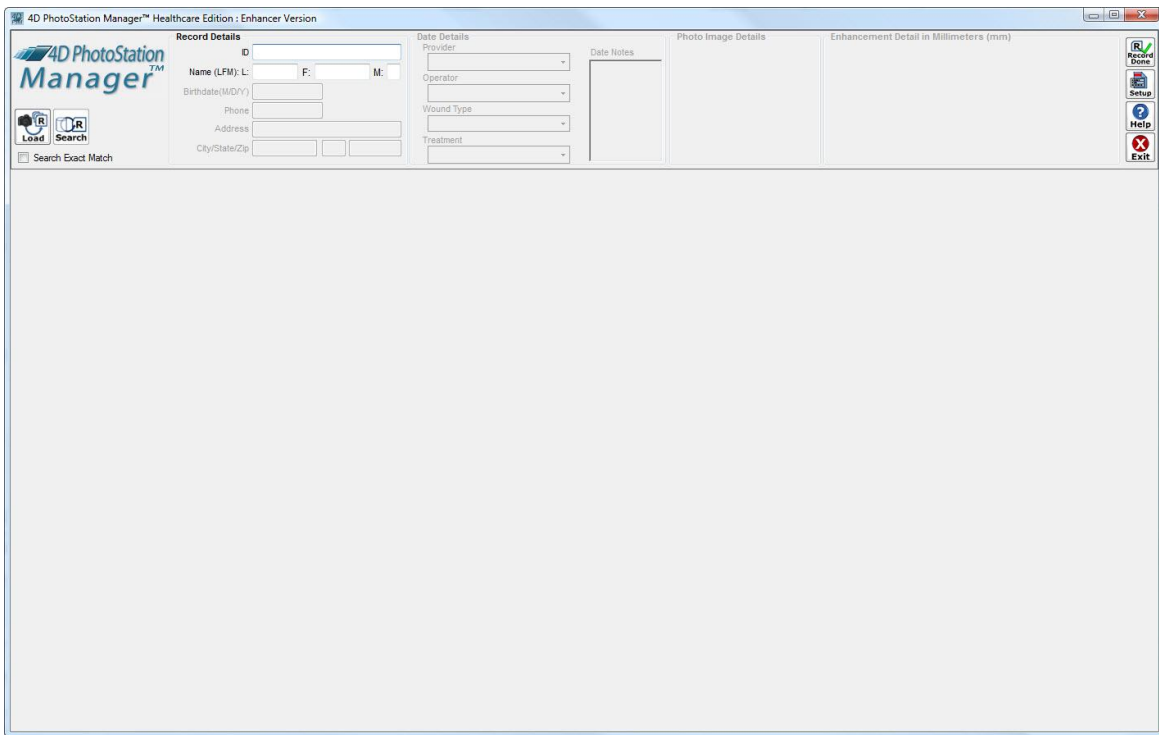 4D PhotoStation Manager™ Healthcare Edition : Enhancer Version
4D PhotoStation
Manager™
R
Load
R
Search
Search Exact Match
Record Details
ID
Name (LFM): L:
F:
M:
Birthdate(M/D/Y)
Phone
Address
City/State/Zip
Date Details
Provider
Operator
Wound Type
Treatment
Date Notes
Photo Image Details
Enhancement Detail in Millimeters (mm)
R
Record
Done
Setup
?
Help
X
Exit